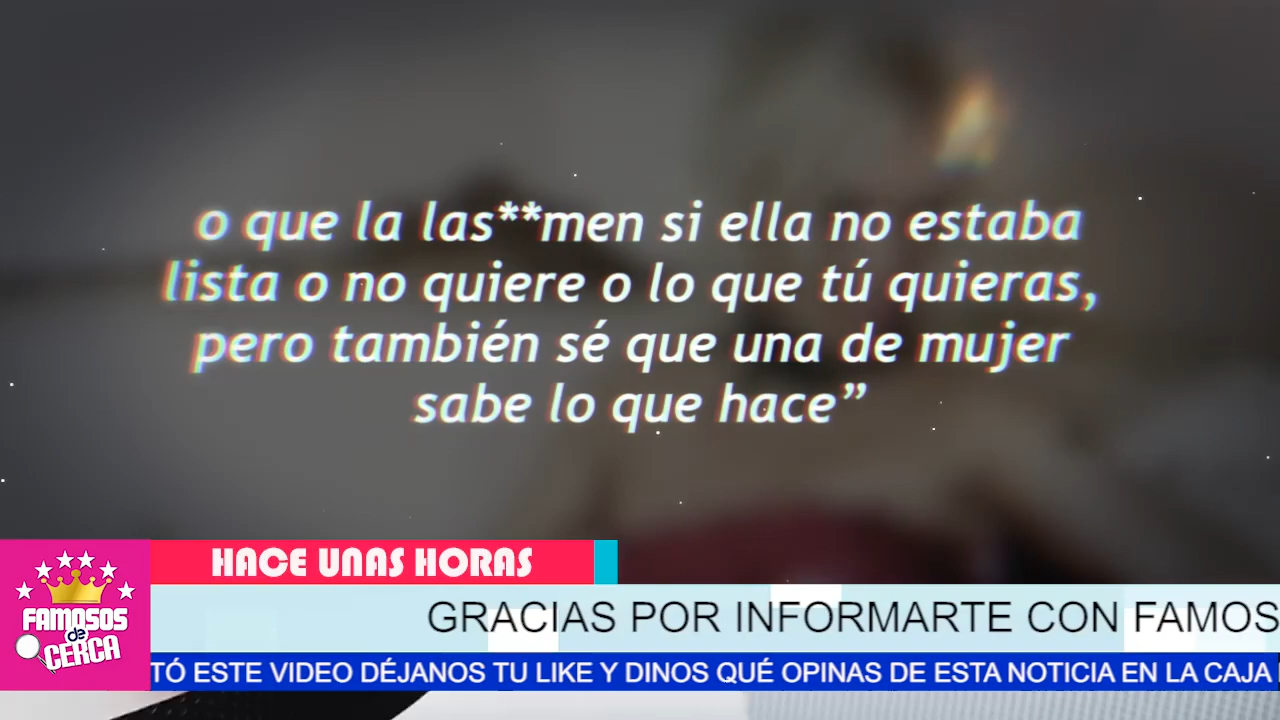 o que la las**men si ella no estaba
lista o no quiere o lo que tú quieras,
pero también sé que una de mujer
sabe lo que hace”
HACE UNAS HORAS
FAMOSOS
de
CERCA
GRACIAS POR INFORMARTE CON FAMOS
TÓ ESTE VIDEO DÉJANOS TU LIKE Y DINOS QUÉ OPINAS DE ESTA NOTICIA EN LA CAJA